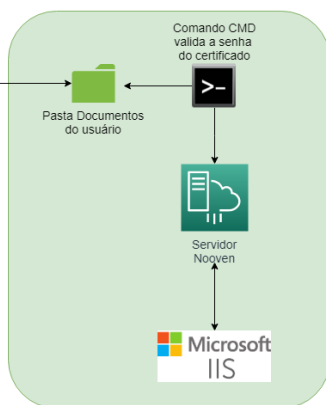 Comando CMD
valida a senha
do certificado
>-
Pasta Documentos
do usuário
Servidor
Nooven
Microsoft
IIS